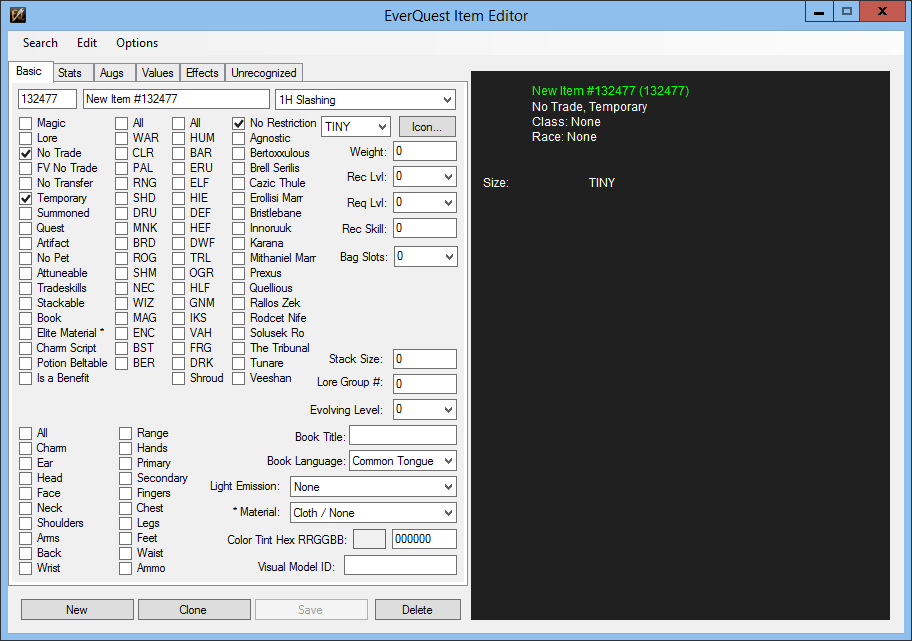 EverQuest Item Editor
Search Edit Options
Basic Stats Augs Values Effects Unrecognized
132477 New Item #132477 1H Slashing
Magic All All No Restriction TINY Icon...
Lore WAR HUM Agnostic
No Trade CLR BAR Bertoxxulous Weight: 0
FV No Trade PAL ERU Brell Serilis
No Transfer RNG ELF Cazic Thule Rec Lvl: 0
Temporary SHD HIE Erollisi Marr Req Lvl: 0
Summoned DRU DEF Bristlebane
Quest MNK HEF Innoruuk Rec Skill: 0
Artifact BRD DWF Karana
No Pet ROG TRL Mithaniel Marr Bag Slots: 0
Attuneable SHM OGR Prexus
Tradeskills NEC HLF Quellious
Stackable WIZ GNM Rallos Zek
Book MAG IKS Rodcet Nife
Elite Material * ENC VAH Solusek Ro
Charm Script BST FRG The Tribunal
Potion Beltable BER DRK Tunare Stack Size: 0
Is a Benefit Shroud Veeshan Lore Group #: 0
Evolving Level: 0
All Range Book Title:
Charm Hands
Ear Primary Book Language: Common Tongue
Head Secondary
Face Fingers Light Emission: None
Neck Chest * Material: Cloth / None
Shoulders Legs
Arms Feet Color Tint Hex RRGGBB: 000000
Back Waist
Wrist Ammo Visual Model ID:
New Clone Save Delete
New Item #132477 (132477)
No Trade, Temporary
Class: None
Race: None
Size: TINY